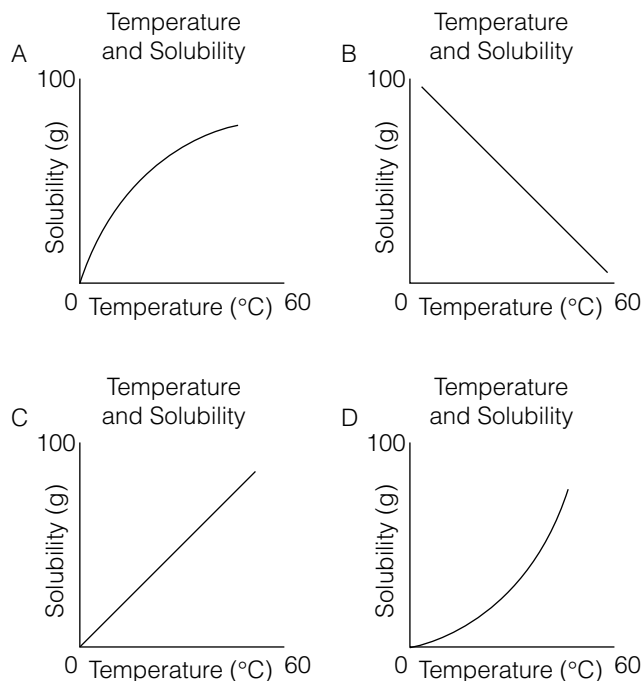 A
Temperature
and Solubility
100
Solubility (g)
0
Temperature (°C)
60
B
Temperature
and Solubility
100
Solubility (g)
0
Temperature (°C)
60
C
Temperature
and Solubility
100
Solubility (g)
0
Temperature (°C)
60
D
Temperature
and Solubility
100
Solubility (g)
0
Temperature (°C)
60